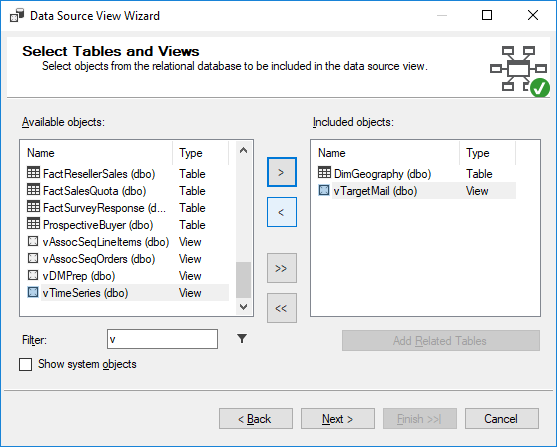 Data Source View Wizard
Select Tables and Views
Select objects from the relational database to be included in the data source view.
Available objects:
Included objects:
Name Type
FactResellerSales (dbo) Table
FactSalesQuota (dbo) Table
FactSurveyResponse (d... Table
ProspectiveBuyer (dbo) Table
vAssocSeqLineItems (dbo) View
vAssocSeqOrders (dbo) View
vDMPrep (dbo) View
vTimeSeries (dbo) View
>
<
>>
<<
Name Type
DimGeography (dbo) Table
vTargetMail (dbo) View
Filter: v
Add Related Tables
Show system objects
< Back
Next >
Finish >>|
Cancel